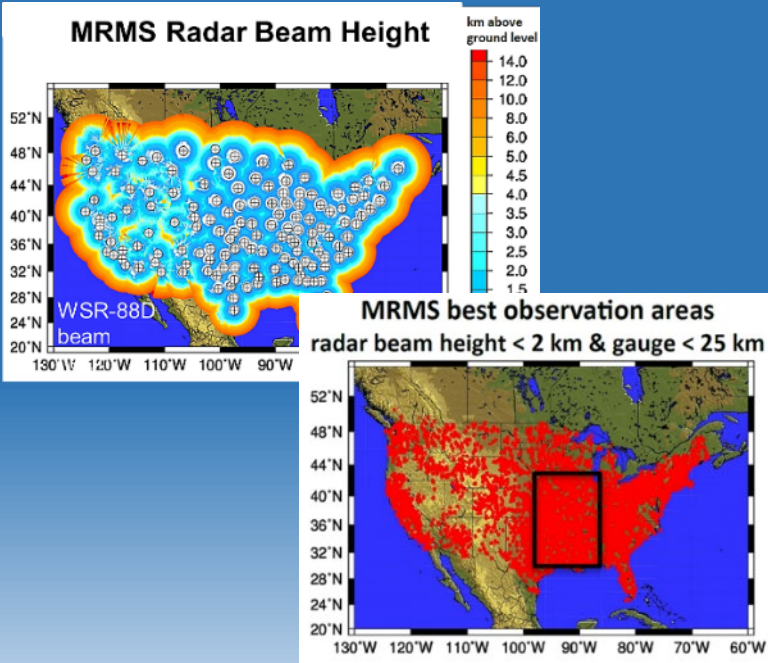 MRMS Radar Beam Height
km above
ground level
14.0
12.0
10.0
8.0
6.0
5.0
4.5
4.0
3.5
3.0
2.5
2.0
1.5
52°N
48°N
44°N
40°N
36°N
32°N
28°N
24°N
20°N
WSR-88D
beam
130°W 120°W 110°W 100°W 90°W
MRMS best observation areas
radar beam height < 2 km & gauge < 25 km
52°N
48°N
44°N
40°N
36°N
32°N
28°N
24°N
20°N
130°W 120°W 110°W 100°W 90°W 80°W 70°W 60°W